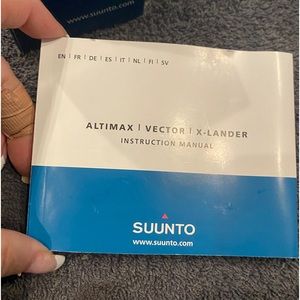 www.suunto.com
EN | FR | DE | ES | IT | NL | FI | SV
ALTIMAX | VECTOR | X-LANDER
INSTRUCTION MANUAL
SUUNTO
www.suunto.com